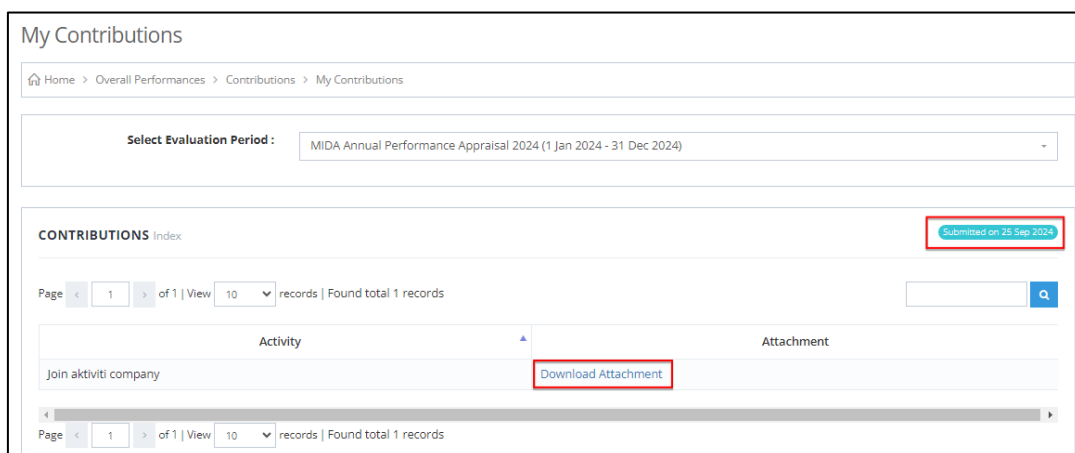 My Contributions
Home > Overall Performances > Contributions > My Contributions
Select Evaluation Period : MIDA Annual Performance Appraisal 2024 (1 Jan 2024 - 31 Dec 2024)
CONTRIBUTIONS Index Submitted on 25 Sep 2024
Page < 1 > of 1 | View 10 records | Found total 1 records
Activity Attachment
Join aktiviti company Download Attachment
Page < 1 > of 1 | View 10 records | Found total 1 records